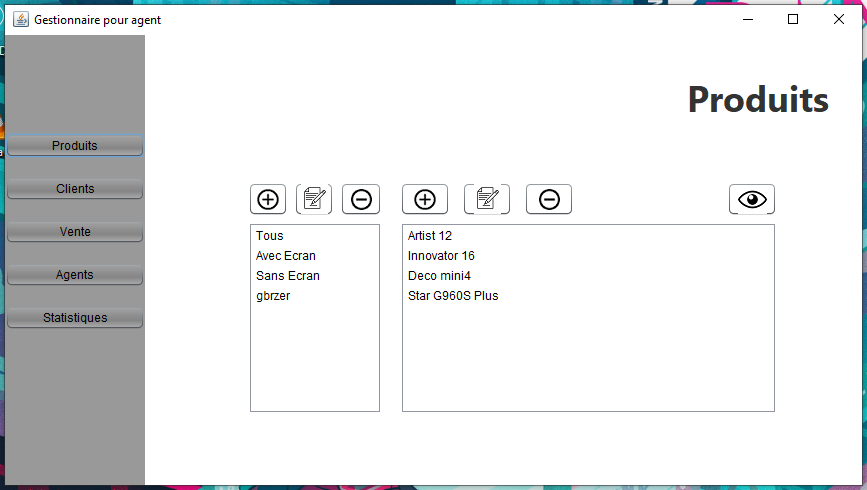 Gestionnaire pour agent
Produits
Produits
Clients
Vente
Agents
Statistiques
Tous
Avec Ecran
Sans Ecran
gbrzer
Artist 12
Innovator 16
Deco mini4
Star G960S Plus